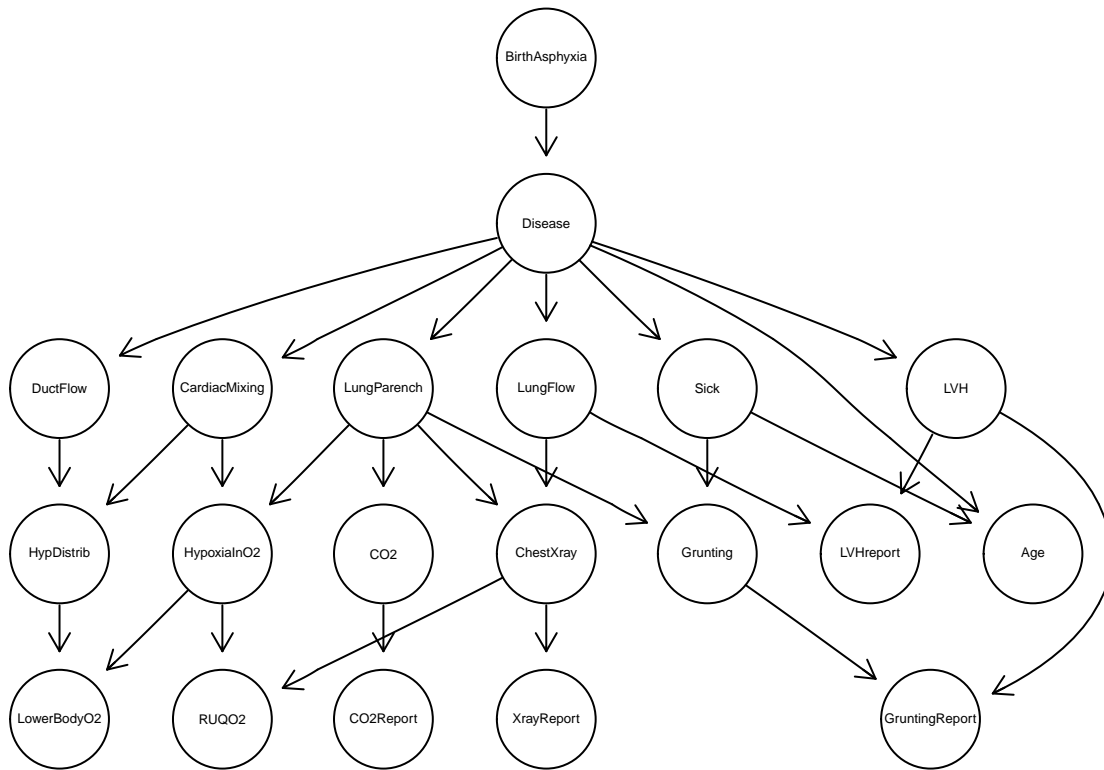 BirthAsphyxia
Disease
DuctFlow
CardiacMixing
LungParench
LungFlow
Sick
LVH
HypDistrib
HypoxiaInO2
CO2
ChestXray
Grunting
LVHreport
Age
LowerBodyO2
RUQO2
CO2Report
XrayReport
GruntingReport